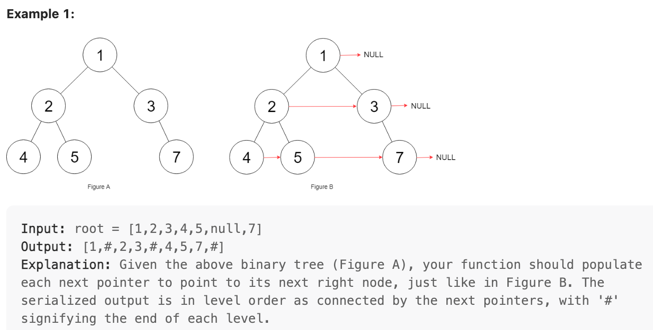 Example 1:
1
1
NULL
2
3
2
3
NULL
4
5
7
4
5
7
NULL
Figure A
Figure B
Input: root = [1,2,3,4,5,null,7]
Output: [1,#,2,3,#,4,5,7,#]
Explanation: Given the above binary tree (Figure A), your function should populate
each next pointer to point to its next right node, just like in Figure B. The
serialized output is in level order as connected by the next pointers, with '#'
signifying the end of each level.